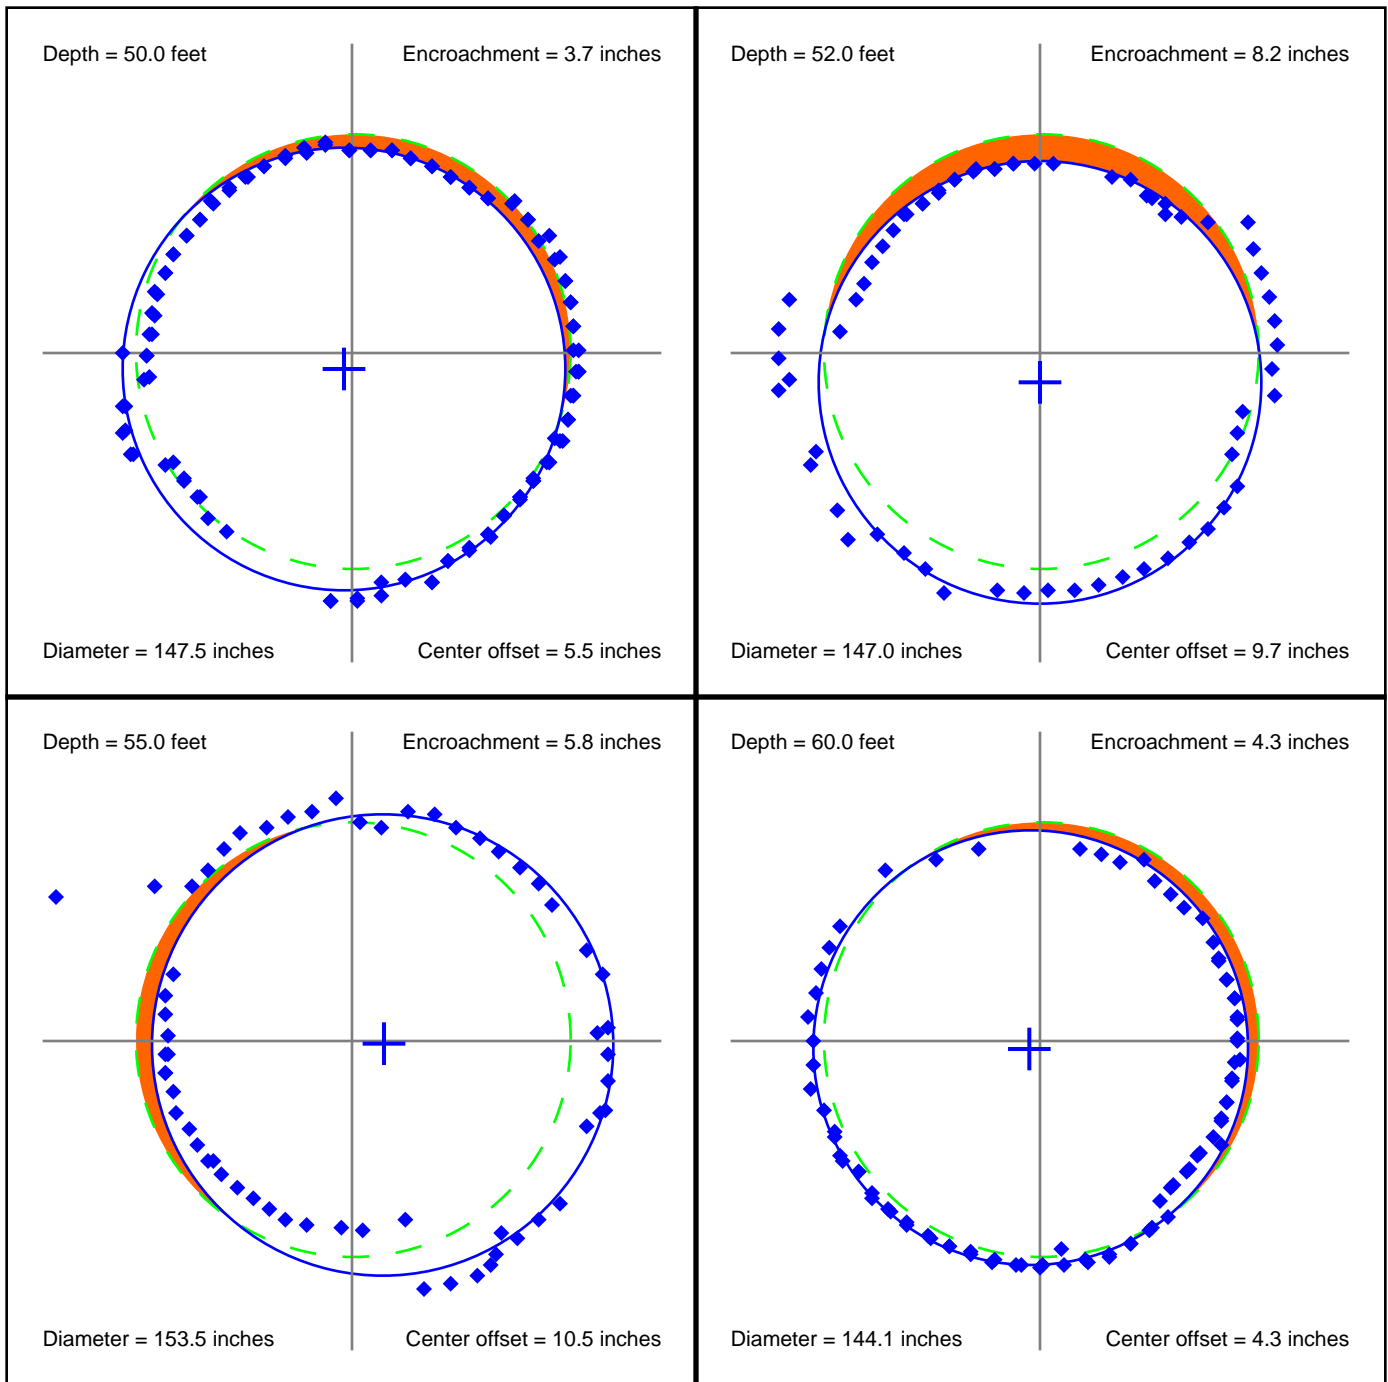 Depth = 50.0 feet
Encroachment = 3.7 inches
Diameter = 147.5 inches
Center offset = 5.5 inches
Depth = 52.0 feet
Encroachment = 8.2 inches
Diameter = 147.0 inches
Center offset = 9.7 inches
Depth = 55.0 feet
Encroachment = 5.8 inches
Diameter = 153.5 inches
Center offset = 10.5 inches
Depth = 60.0 feet
Encroachment = 4.3 inches
Diameter = 144.1 inches
Center offset = 4.3 inches